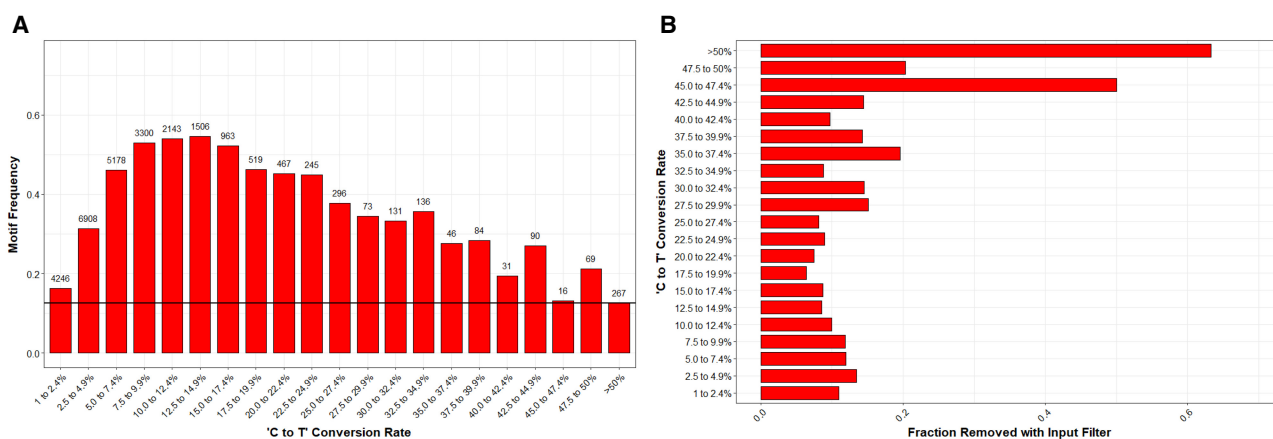 A
Motif Frequency
0.6
0.4
0.2
0.0
4246
6908
5178
3300
2143
1506
963
519
467
245
296
73
131
136
46
84
31
90
16
69
267
1 to 2.4%
2.5 to 4.9%
5.0 to 7.4%
7.5 to 9.9%
10.0 to 12.4%
12.5 to 14.9%
15.0 to 17.4%
17.5 to 19.9%
20.0 to 22.4%
22.5 to 24.9%
25.0 to 27.4%
27.5 to 29.9%
30.0 to 32.4%
32.5 to 34.9%
35.0 to 37.4%
37.5 to 39.9%
40.0 to 42.4%
42.5 to 44.9%
45.0 to 47.4%
47.5 to 50%
>50%
'C to T' Conversion Rate
B
'C to T' Conversion Rate
>50%
47.5 to 50%
45.0 to 47.4%
42.5 to 44.9%
40.0 to 42.4%
37.5 to 39.9%
35.0 to 37.4%
32.5 to 34.9%
30.0 to 32.4%
27.5 to 29.9%
25.0 to 27.4%
22.5 to 24.9%
20.0 to 22.4%
17.5 to 19.9%
15.0 to 17.4%
12.5 to 14.9%
10.0 to 12.4%
7.5 to 9.9%
5.0 to 7.4%
2.5 to 4.9%
1 to 2.4%
0.0
0.2
0.4
0.6
Fraction Removed with Input Filter